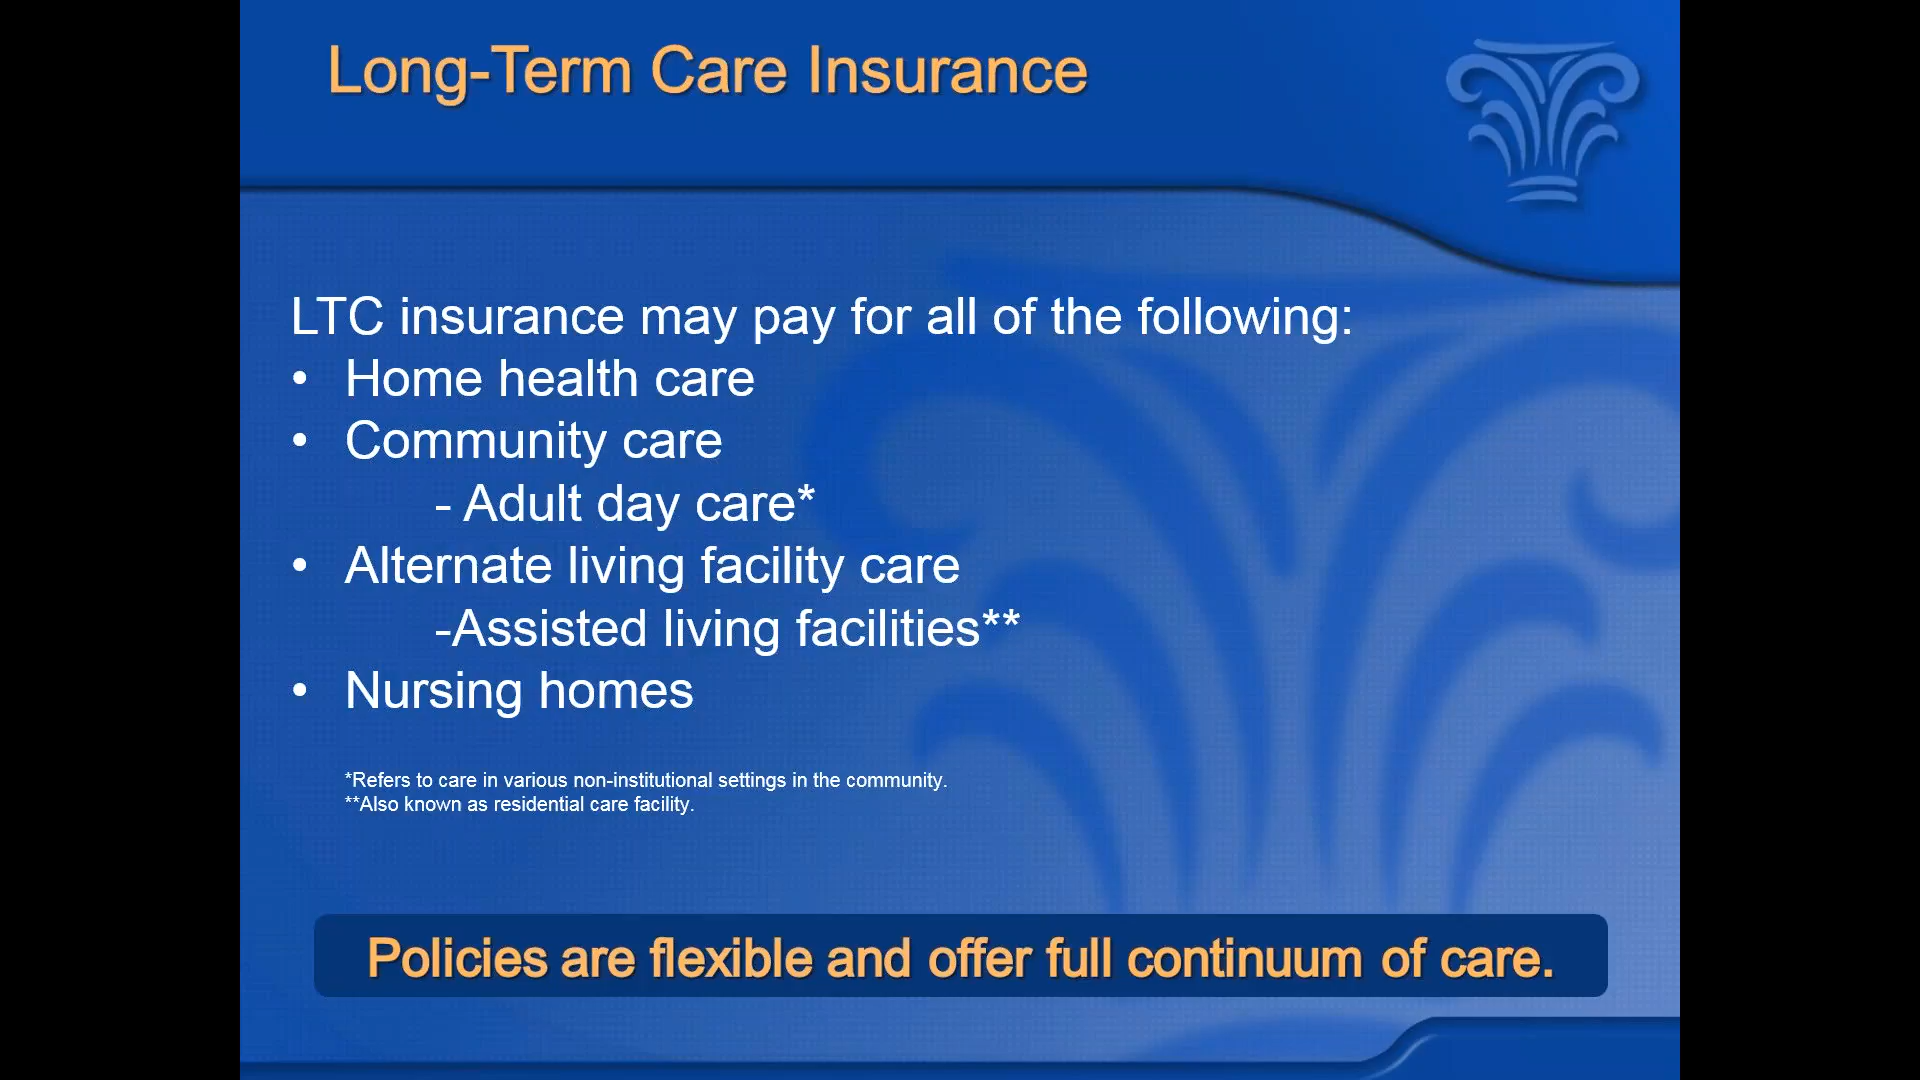 Long-Term Care Insurance
LTC insurance may pay for all of the following:
• Home health care
• Community care
- Adult day care*
• Alternate living facility care
-Assisted living facilities**
• Nursing homes
*Refers to care in various non-institutional settings in the community.
**Also known as residential care facility.
Policies are flexible and offer full continuum of care.